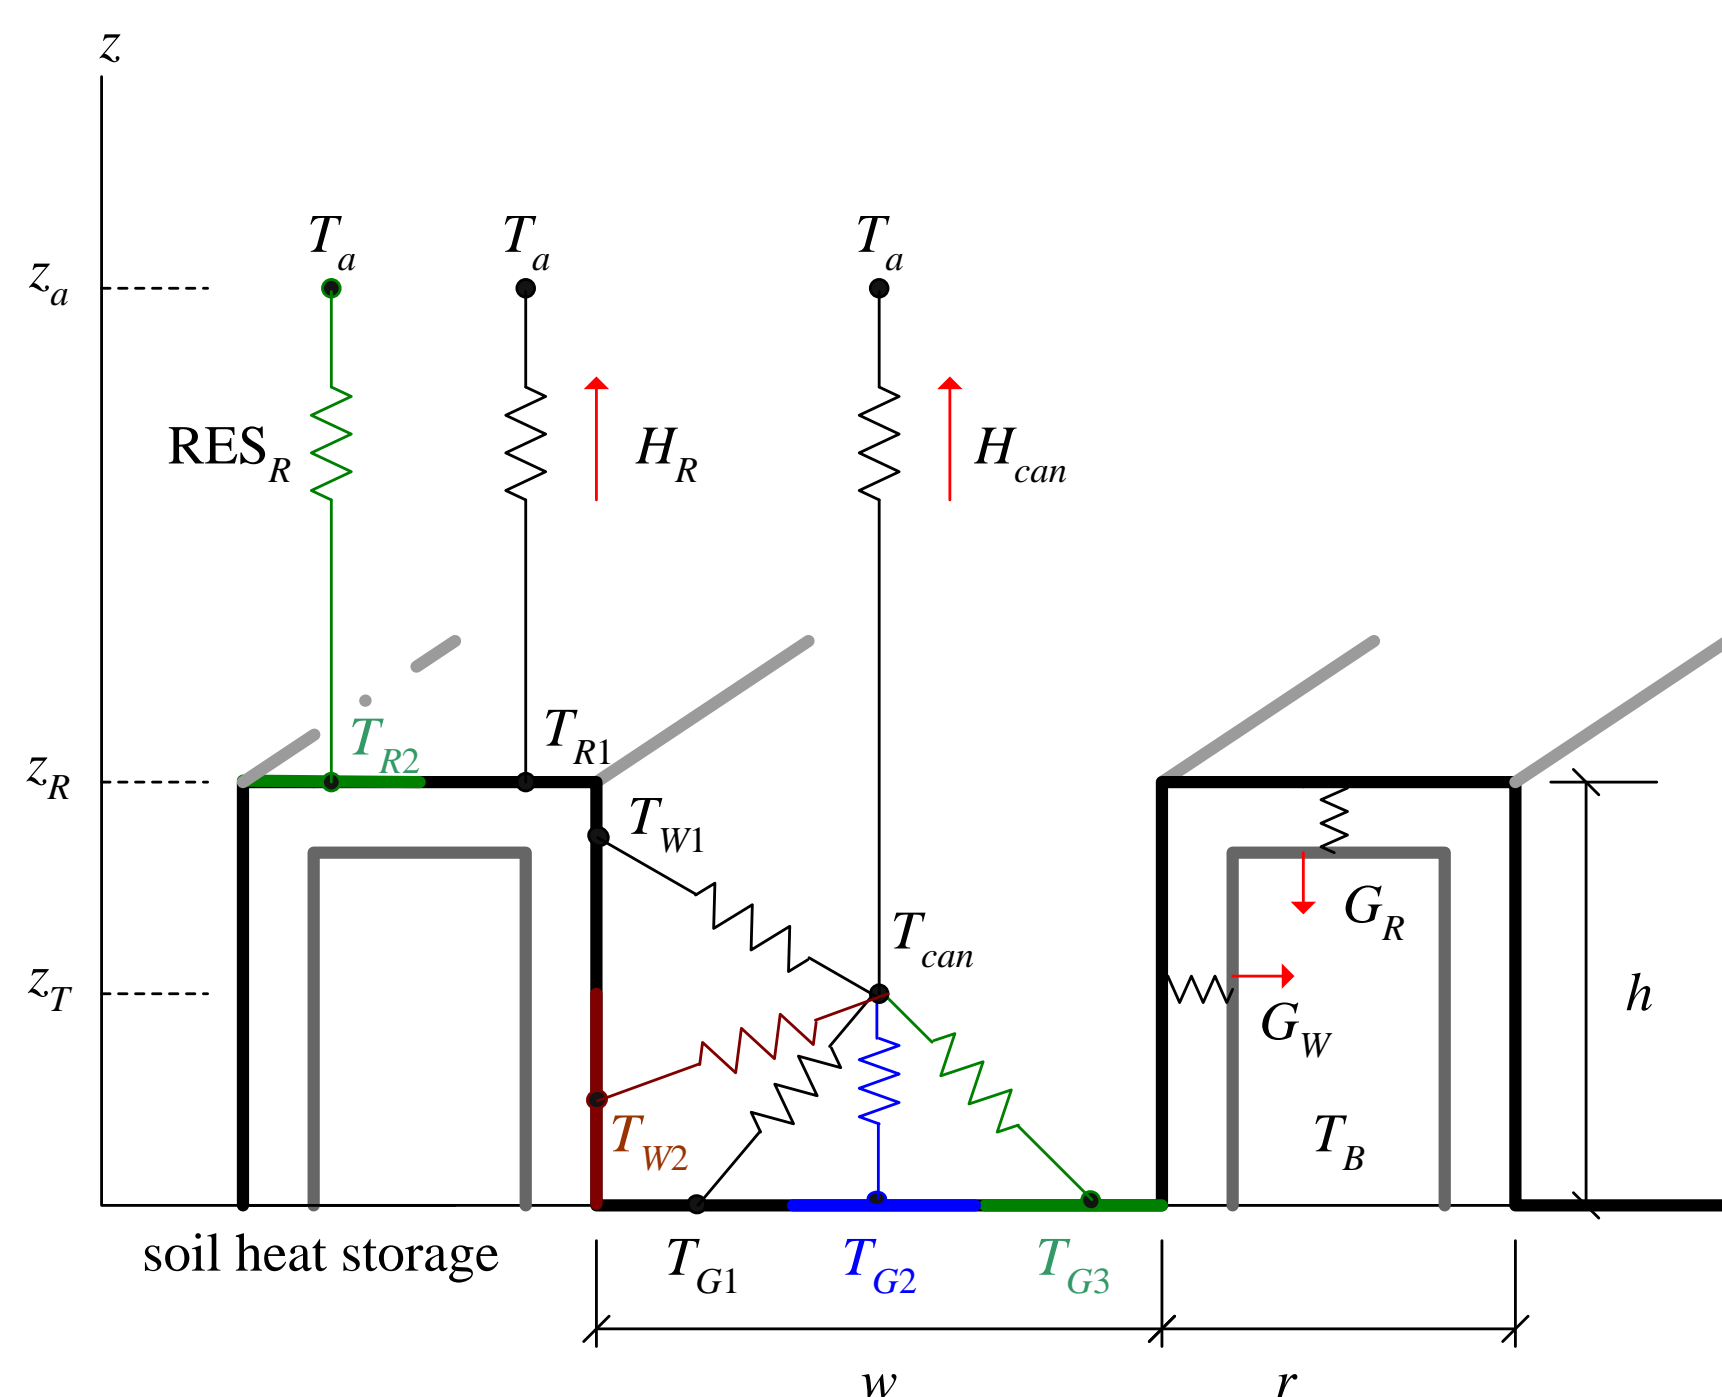 z
T_a T_a T_a
z_a
RES_R H_R H_can
T_R2 T_R1
z_R
T_W1
G_R
T_can
z_T h
G_W
T_W2 T_B
soil heat storage T_G1 T_G2 T_G3
w r